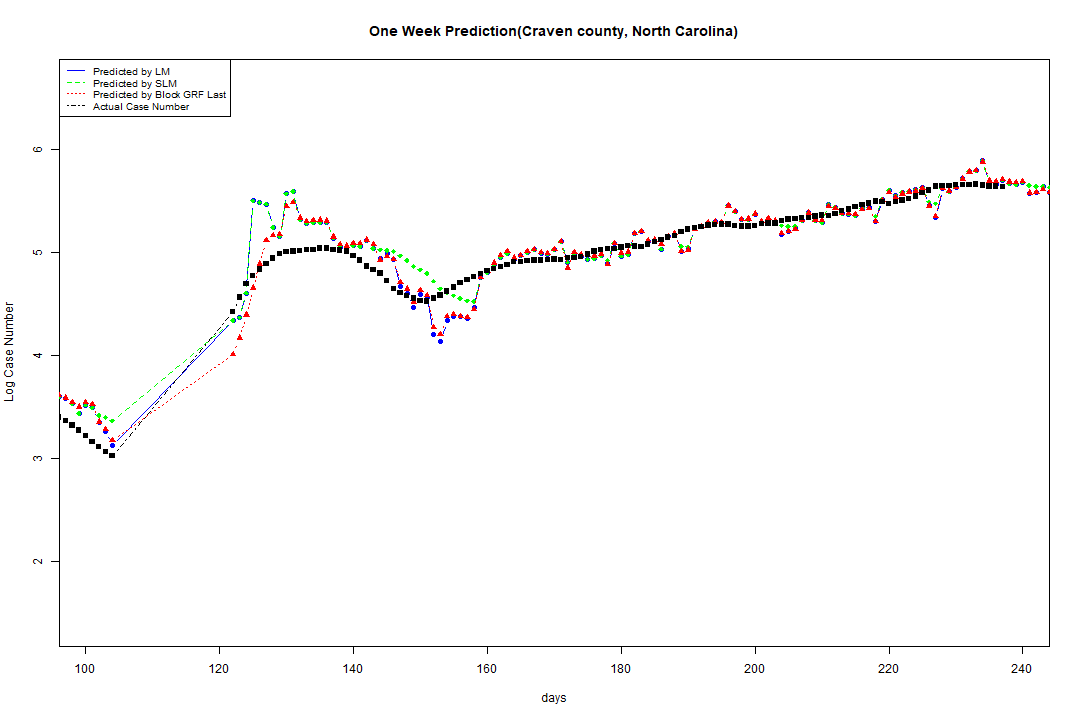 One Week Prediction(Craven county, North Carolina)
Predicted by LM
Predicted by SLM
Predicted by Block GRF Last
Actual Case Number
6
5
4
3
2
Log Case Number
100 120 140 160 180 200 220 240
days